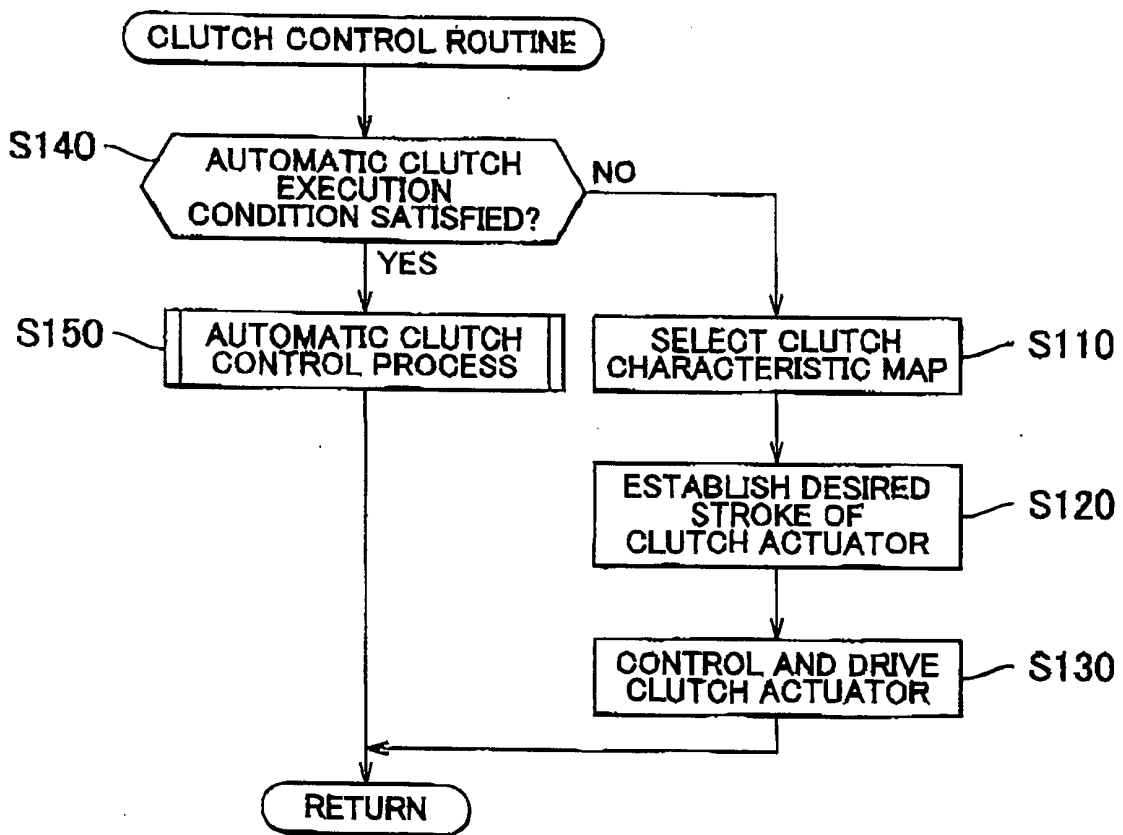 CLUTCH CONTROL ROUTINE
S140
AUTOMATIC CLUTCH
EXECUTION
CONDITION SATISFIED?
NO
YES
S150
AUTOMATIC CLUTCH
CONTROL PROCESS
SELECT CLUTCH
CHARACTERISTIC MAP
S110
ESTABLISH DESIRED
STROKE OF
CLUTCH ACTUATOR
S120
CONTROL AND DRIVE
CLUTCH ACTUATOR
S130
RETURN